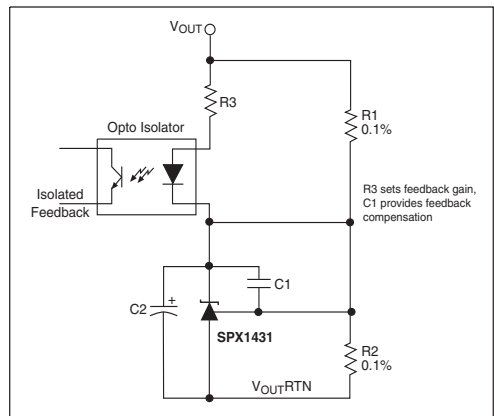 VOUT
R3
R1
0.1%
Opto Isolator
Isolated
Feedback
R3 sets feedback gain,
C1 provides feedback
compensation
C1
C2
+
SPX1431
R2
0.1%
VOUTRTN